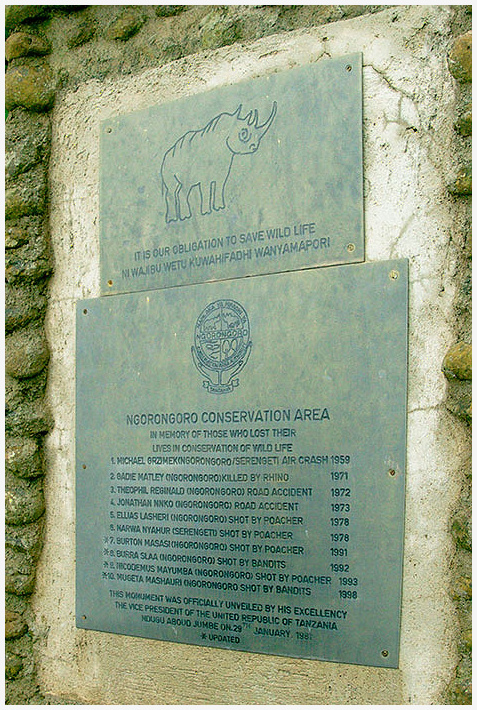 IT IS OUR OBLIGATION TO SAVE WILD LIFE
NI WAJIBU WETU KUWAHIFADHI WANYAMAPORI
NGORONGORO
NGORONGORO CONSERVATION AREA
IN MEMORY OF THOSE WHO LOST THEIR
LIVES IN CONSERVATION OF WILD LIFE
1. MICHAEL GRZIMEK(NGORONGORO/SERENGETI AIR CRASH 1959
2. GADIE MATLEY (NGORONGORO)KILLED BY RHINO 1971
3. THEOPHIL REGINALD (NGORONGORO) ROAD ACCIDENT 1972
4. JONATHAN NNKO (NGORONGORO) ROAD ACCIDENT 1973
5. ELLIAS LASHERI (NGORONGORO) SHOT BY POACHER 1978
6. NARWA NYAHUR (SERENGETI) SHOT BY POACHER 1978
*7. BURTON MASASI (NGORONGORO) SHOT BY POACHER 1991
*8. BURRA SLAA (NGORONGORO) SHOT BY BANDITS 1992
*9. NICODEMUS MAYUMBA (NGORONGORO) SHOT BY POACHER 1993
*10. MUGETA MASHAURI (NGORONGORO) SHOT BY BANDITS 1998
THIS MONUMENT WAS OFFICIALLY UNVEILED BY HIS EXCELLENCY
THE VICE PRESIDENT OF THE UNITED REPUBLIC OF TANZANIA
NDUGU ABOUD JUMBE ON 29TH JANUARY,
* UPDATED